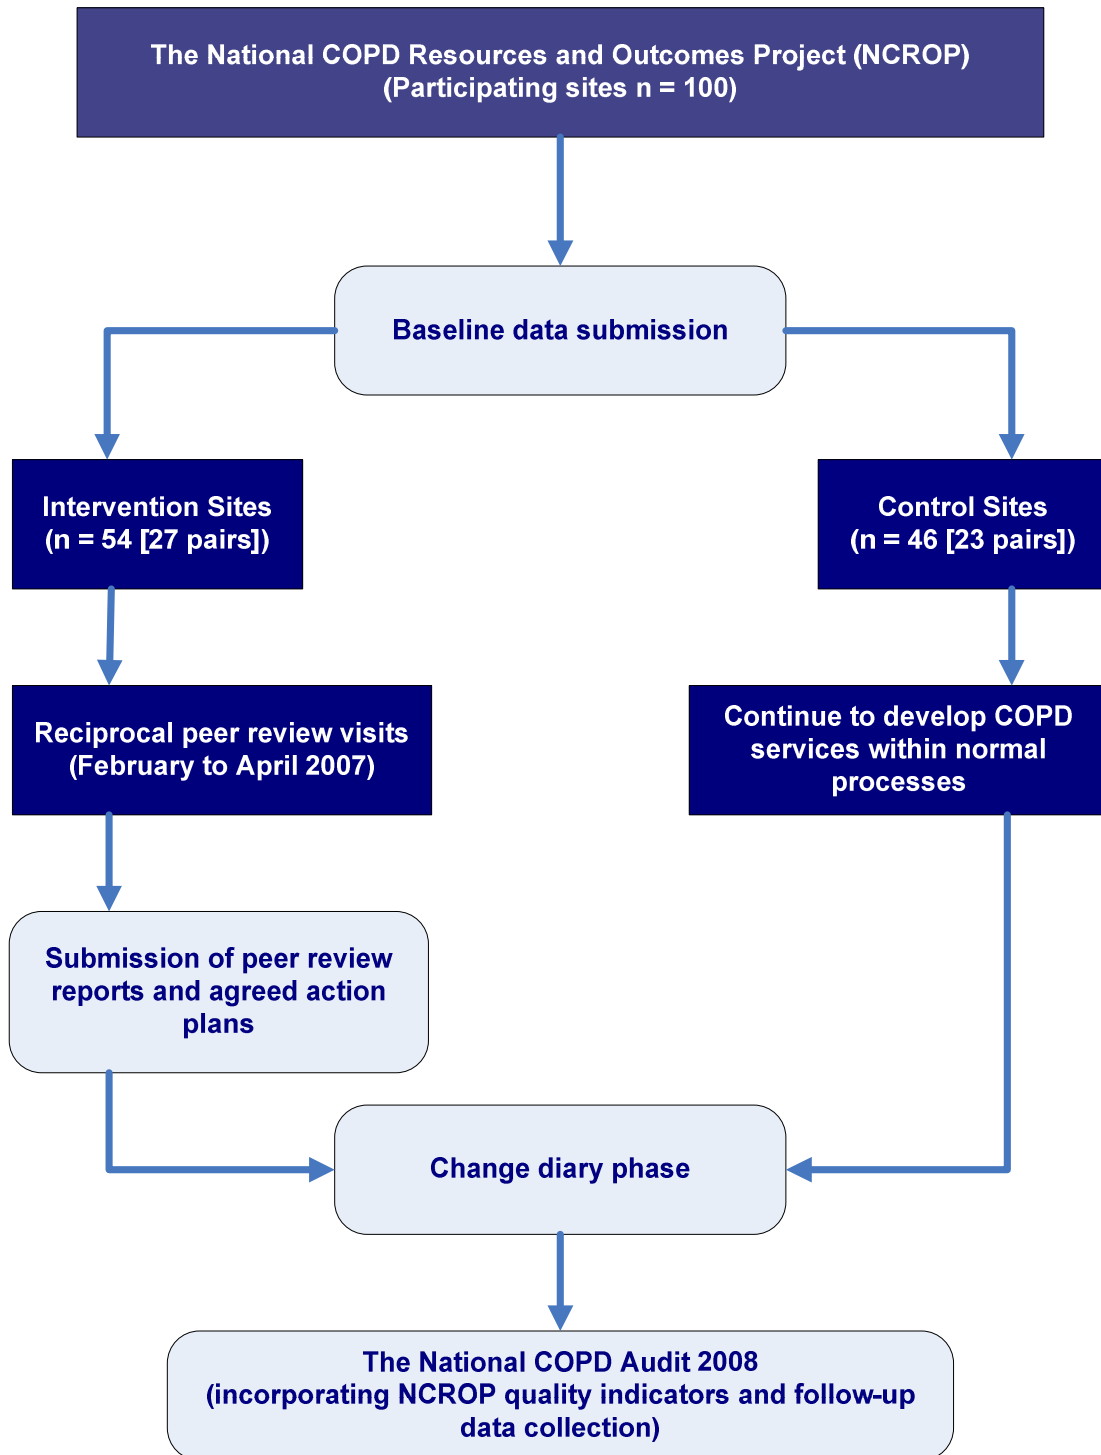 The National COPD Resources and Outcomes Project (NCROP)
(Participating sites n = 100)
Baseline data submission
Intervention Sites
(n = 54 [27 pairs])
Control Sites
(n = 46 [23 pairs])
Reciprocal peer review visits
(February to April 2007)
Continue to develop COPD
services within normal
processes
Submission of peer review
reports and agreed action
plans
Change diary phase
The National COPD Audit 2008
(incorporating NCROP quality indicators and follow-up
data collection)